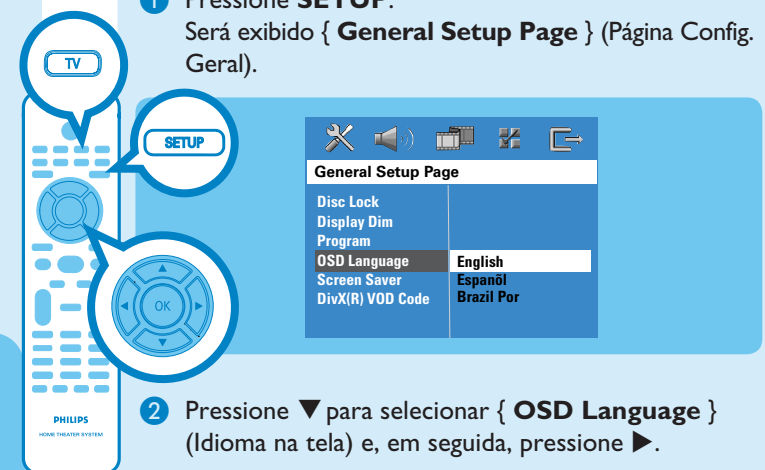 1 Pressione SETUP.
Será exibido { General Setup Page } (Página Config.
Geral).
TV
SETUP
General Setup Page
Disc Lock
Display Dim
Program
OSD Language
Screen Saver
DivX(R) VOD Code
English
Espanõl
Brazil Por
OK
PHILIPS
HOME THEATER SYSTEM
2 Pressione ▼ para selecionar { OSD Language }
(Idioma na tela) e, em seguida, pressione ►.